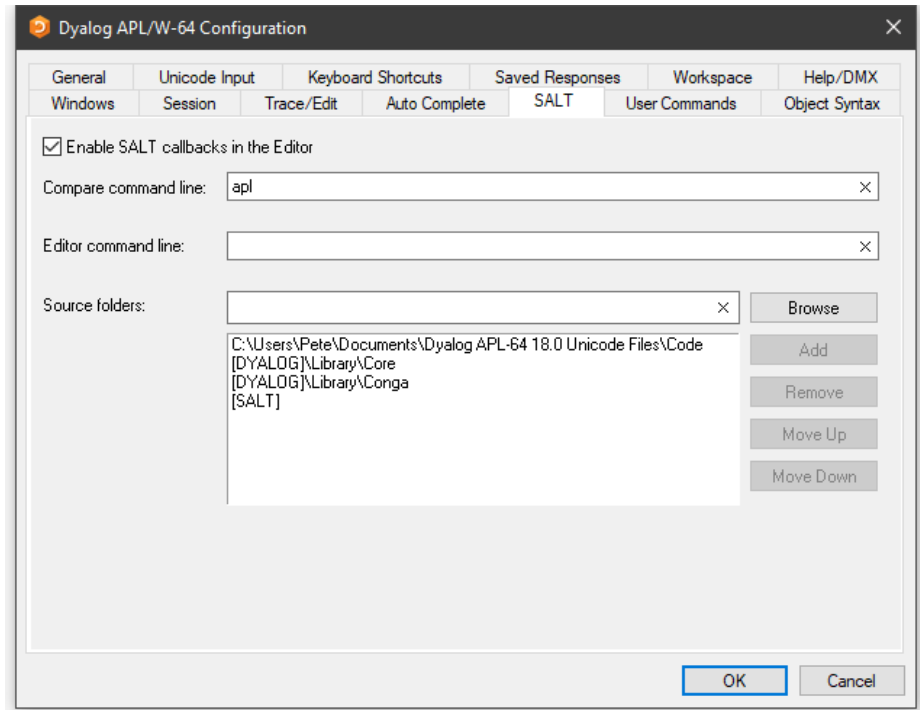 Dyalog APL/W-64 Configuration
General Unicode Input Keyboard Shortcuts Saved Responses Workspace Help/DMX
Windows Session Trace/Edit Auto Complete SALT User Commands Object Syntax
Enable SALT callbacks in the Editor
Compare command line: apl
Editor command line:
Source folders: Browse
C:\Users\Pete\Documents\Dyalog APL-64 18.0 Unicode Files\Code
[DYALOG]\Library\Core
[DYALOG]\Library\Conga
[SALT]
Add
Remove
Move Up
Move Down
OK Cancel